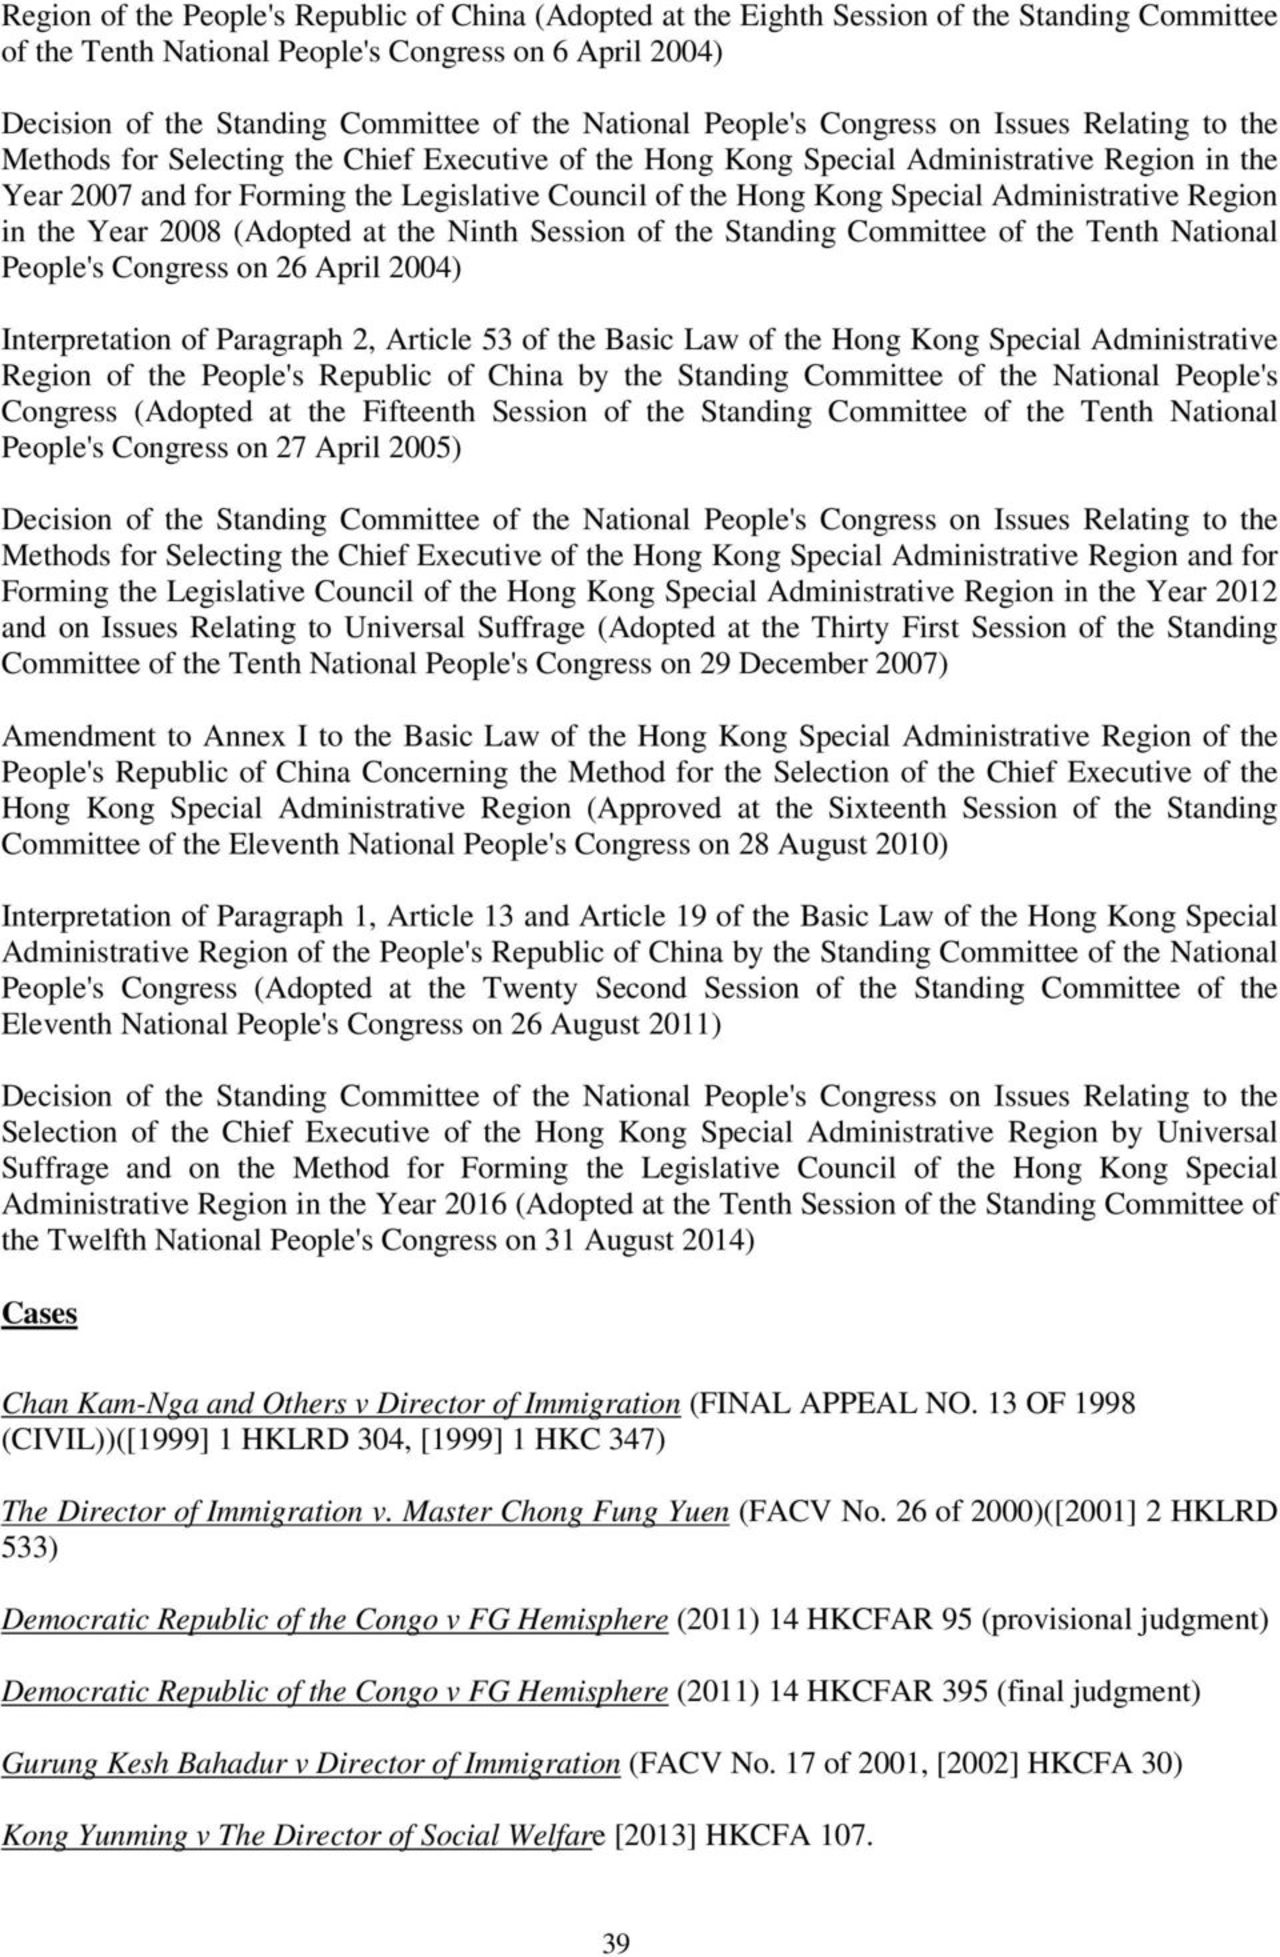 Region of the People's Republic of China (Adopted at the Eighth Session of the Standing Committee
of the Tenth National People's Congress on 6 April 2004)
Decision of the Standing Committee of the National People's Congress on Issues Relating to the
Methods for Selecting the Chief Executive of the Hong Kong Special Administrative Region in the
Year 2007 and for Forming the Legislative Council of the Hong Kong Special Administrative Region
in the Year 2008 (Adopted at the Ninth Session of the Standing Committee of the Tenth National
People's Congress on 26 April 2004)
Interpretation of Paragraph 2, Article 53 of the Basic Law of the Hong Kong Special Administrative
Region of the People's Republic of China by the Standing Committee of the National People's
Congress (Adopted at the Fifteenth Session of the Standing Committee of the Tenth National
People's Congress on 27 April 2005)
Decision of the Standing Committee of the National People's Congress on Issues Relating to the
Methods for Selecting the Chief Executive of the Hong Kong Special Administrative Region and for
Forming the Legislative Council of the Hong Kong Special Administrative Region in the Year 2012
and on Issues Relating to Universal Suffrage (Adopted at the Thirty First Session of the Standing
Committee of the Tenth National People's Congress on 29 December 2007)
Amendment to Annex I to the Basic Law of the Hong Kong Special Administrative Region of the
People's Republic of China Concerning the Method for the Selection of the Chief Executive of the
Hong Kong Special Administrative Region (Approved at the Sixteenth Session of the Standing
Committee of the Eleventh National People's Congress on 28 August 2010)
Interpretation of Paragraph 1, Article 13 and Article 19 of the Basic Law of the Hong Kong Special
Administrative Region of the People's Republic of China by the Standing Committee of the National
People's Congress (Adopted at the Twenty Second Session of the Standing Committee of the
Eleventh National People's Congress on 26 August 2011)
Decision of the Standing Committee of the National People's Congress on Issues Relating to the
Selection of the Chief Executive of the Hong Kong Special Administrative Region by Universal
Suffrage and on the Method for Forming the Legislative Council of the Hong Kong Special
Administrative Region in the Year 2016 (Adopted at the Tenth Session of the Standing Committee of
the Twelfth National People's Congress on 31 August 2014)
Cases
Chan Kam-Nga and Others v Director of Immigration (FINAL APPEAL NO. 13 OF 1998
(CIVIL))([1999] 1 HKLRD 304, [1999] 1 HKC 347)
The Director of Immigration v. Master Chong Fung Yuen (FACV No. 26 of 2000)([2001] 2 HKLRD
533)
Democratic Republic of the Congo v FG Hemisphere (2011) 14 HKCFAR 95 (provisional judgment)
Democratic Republic of the Congo v FG Hemisphere (2011) 14 HKCFAR 395 (final judgment)
Gurung Kesh Bahadur v Director of Immigration (FACV No. 17 of 2001, [2002] HKCFA 30)
Kong Yunming v The Director of Social Welfare [2013] HKCFA 107.
39